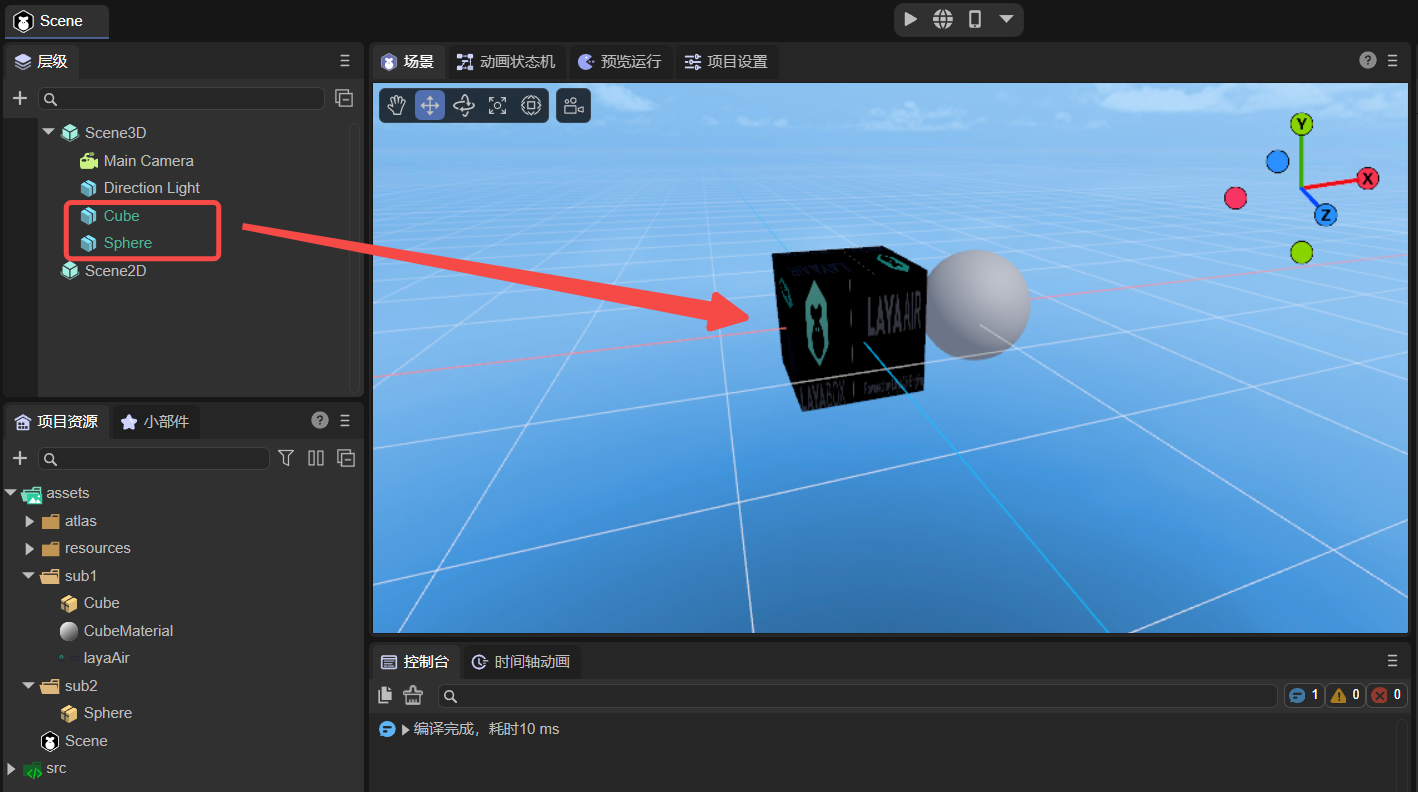 Scene
层级
Scene3D
Main Camera
Direction Light
Cube
Sphere
Scene2D
场景
动画状态机
预览运行
项目设置
?
Y
X
Z
LAYAAIR
LAYABOX
项目资源
小部件
?
assets
atlas
resources
sub1
Cube
CubeMaterial
layaAir
sub2
Sphere
Scene
src
控制台
时间轴动画
1
0
0
编译完成，耗时10 ms